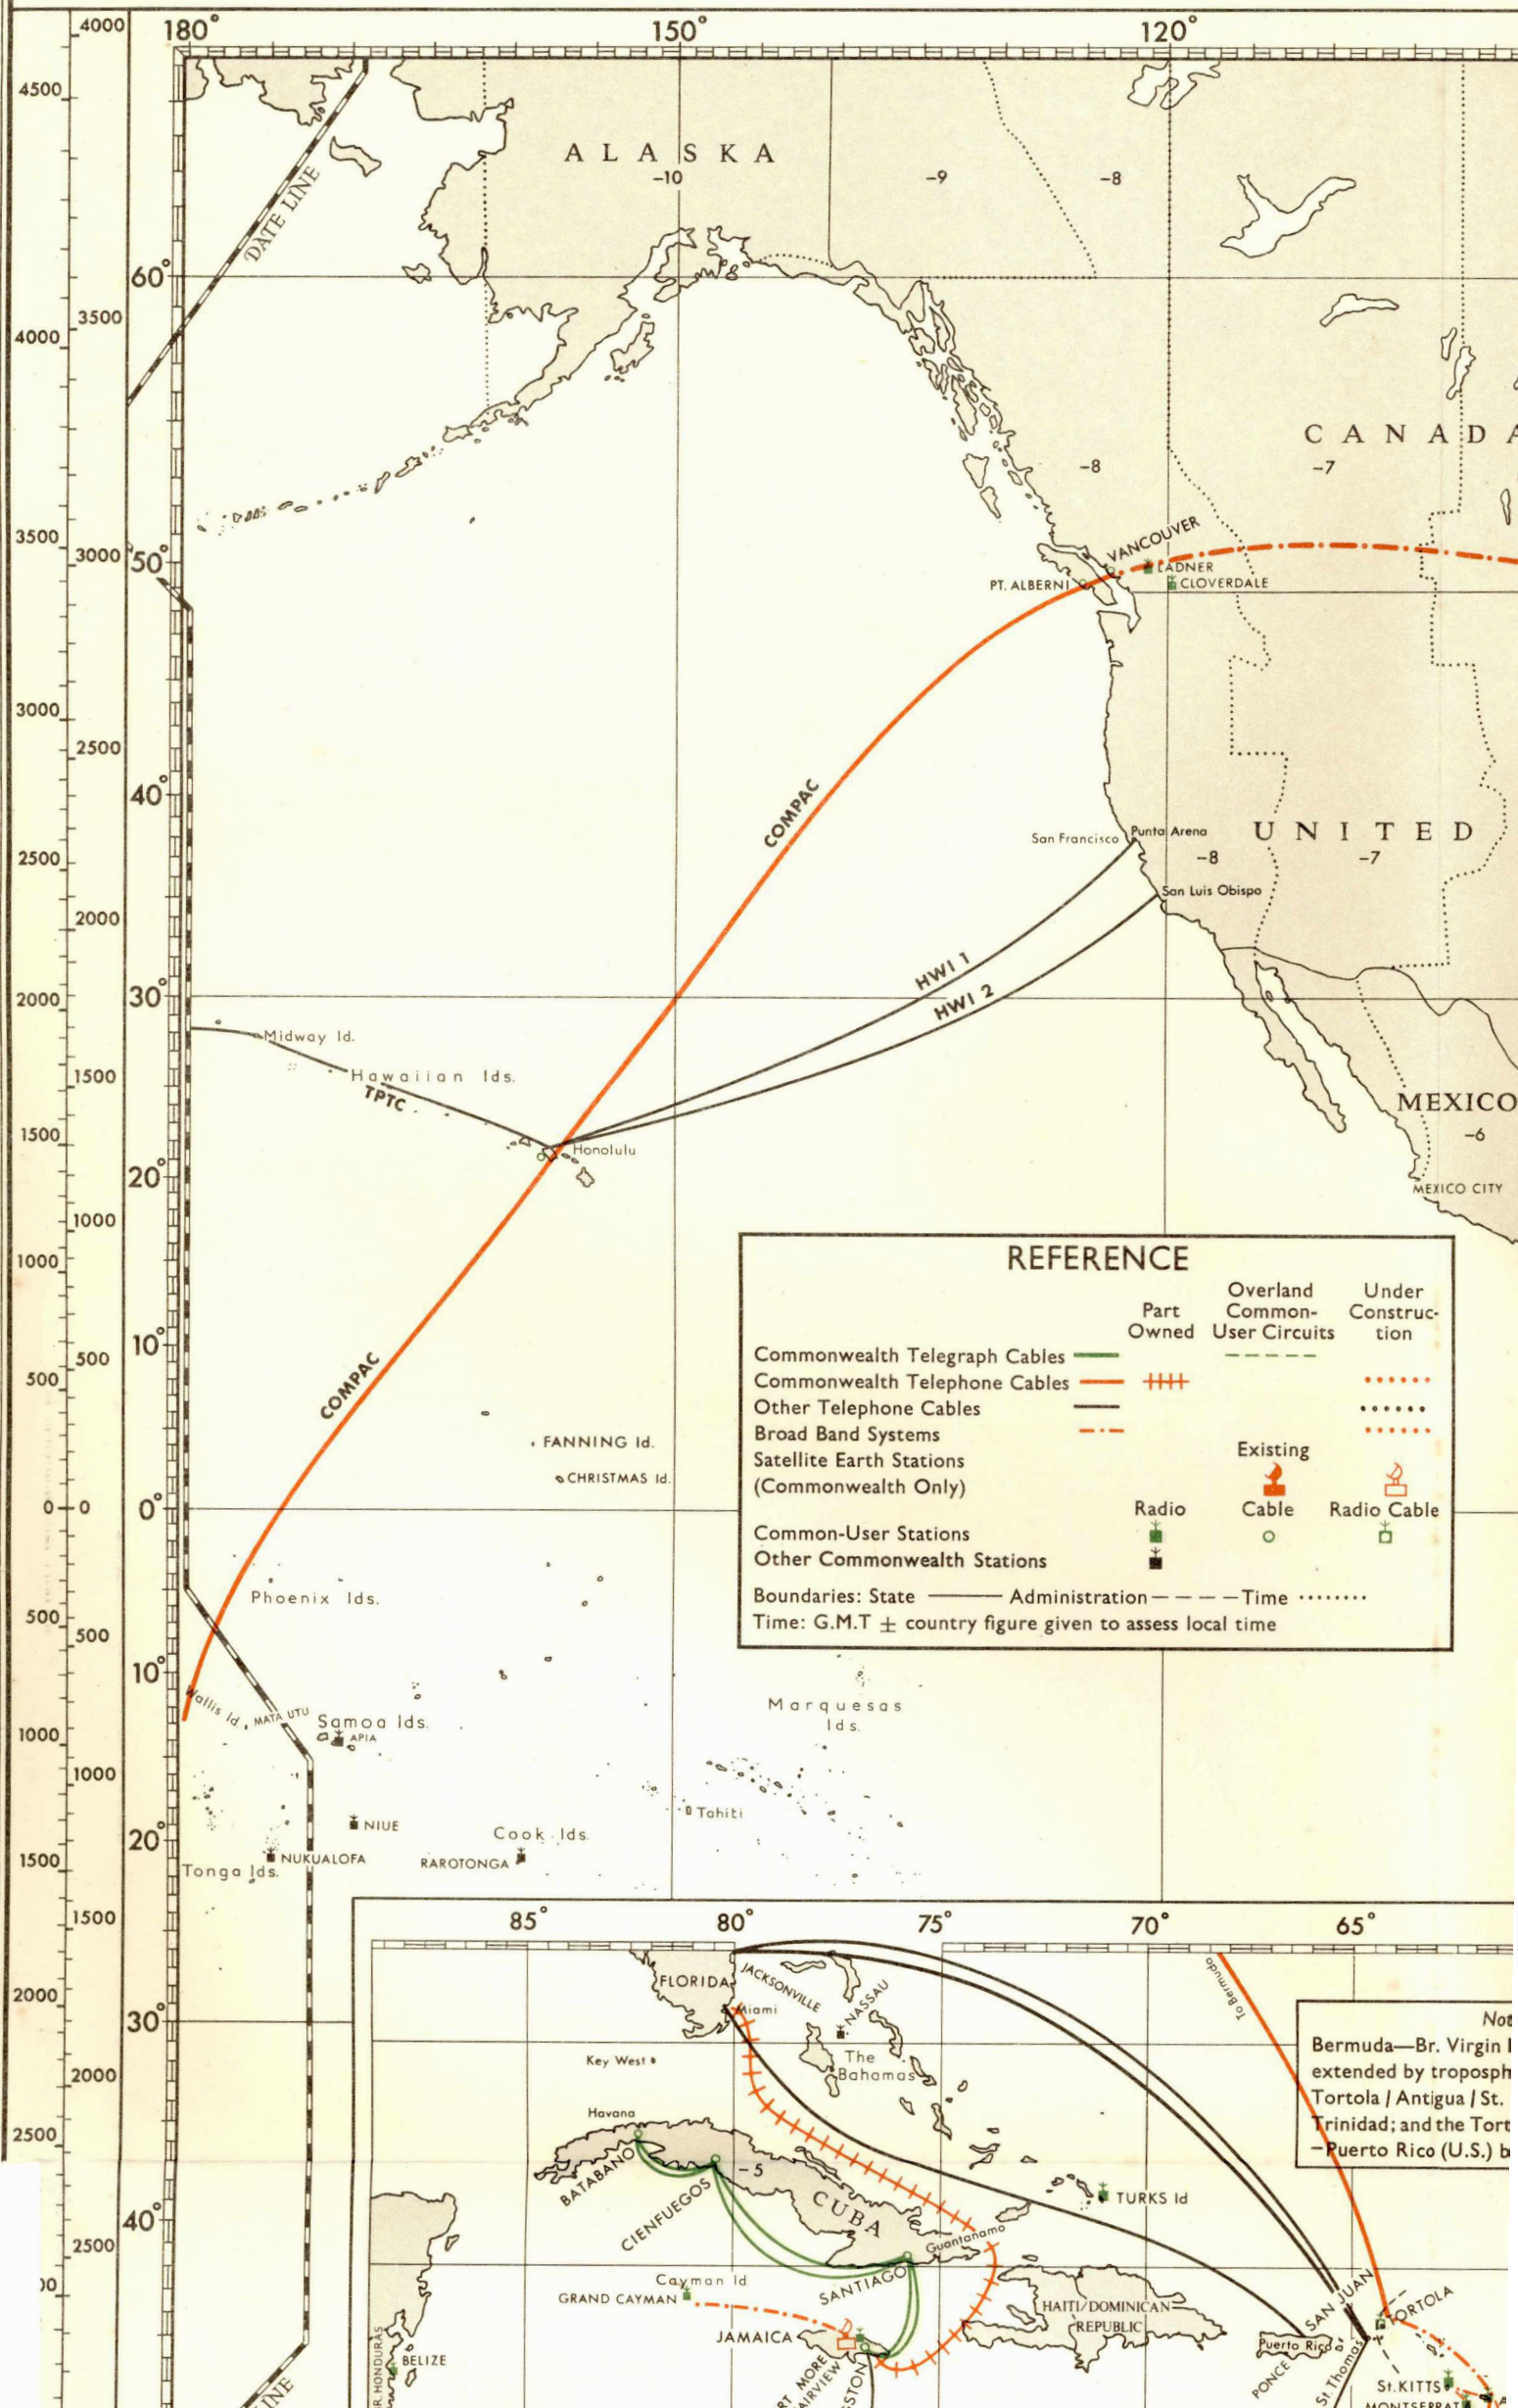 180° 150° 120°
4000
4500
3500
4000
3500
3000
3000
2500
2500
2000
2000
1500
1500
1000
1000
500
500
0 0
500
500
1000
1000
1500
1500
2000
2000
2500
2500
60°
50°
40°
30°
20°
10°
0°
10°
20°
30°
40°
ALASKA
-10
-9
-8
DATE LINE
CANADA
-7
-8
VANCOUVER
LADNER
CLOVERDALE
PT. ALBERNI
COMPAC
San Francisco
Punta Arena
UNITED
-8
-7
San Luis Obispo
HWI 1
HWI 2
Midway Id.
Hawaiian Ids.
TPTC
Honolulu
MEXICO
-6
MEXICO CITY
COMPAC
FANNING Id.
CHRISTMAS Id.
Phoenix Ids.
Wallis Id. MATA UTU
Samoa Ids.
APIA
Marquesas
Ids.
Tahiti
NIUE
Cook Ids.
NUKUALOFA
RAROTONGA
Tonga Ids.
REFERENCE
Part Owned
Overland Common-User Circuits
Under Construc-tion
Commonwealth Telegraph Cables
Commonwealth Telephone Cables
Other Telephone Cables
Broad Band Systems
Satellite Earth Stations Existing
(Commonwealth Only)
Radio Cable Radio Cable
Common-User Stations
Other Commonwealth Stations
Boundaries: State Administration Time
Time: G.M.T ± country figure given to assess local time
85° 80° 75° 70° 65°
FLORIDA
JACKSONVILLE
NASSAU
Miami
To Bermuda
Key West
The
Bahamas
Havana
BATABANO
CIENFUEGOS
-5
CUBA
TURKS Id
Guantanamo
SANTIAGO
Cayman Id
GRAND CAYMAN
JAMAICA
HAITI/DOMINICAN
REPUBLIC
SAN JUAN
TORTOLA
Puerto Rico
PONCE
St Thomas
St.KITTS
MONTSERRAT
BELIZE
BR. HONDURAS
Not
Bermuda—Br. Virgin I
extended by troposph
Tortola / Antigua / St.
Trinidad; and the Tort
—Puerto Rico (U.S.) b